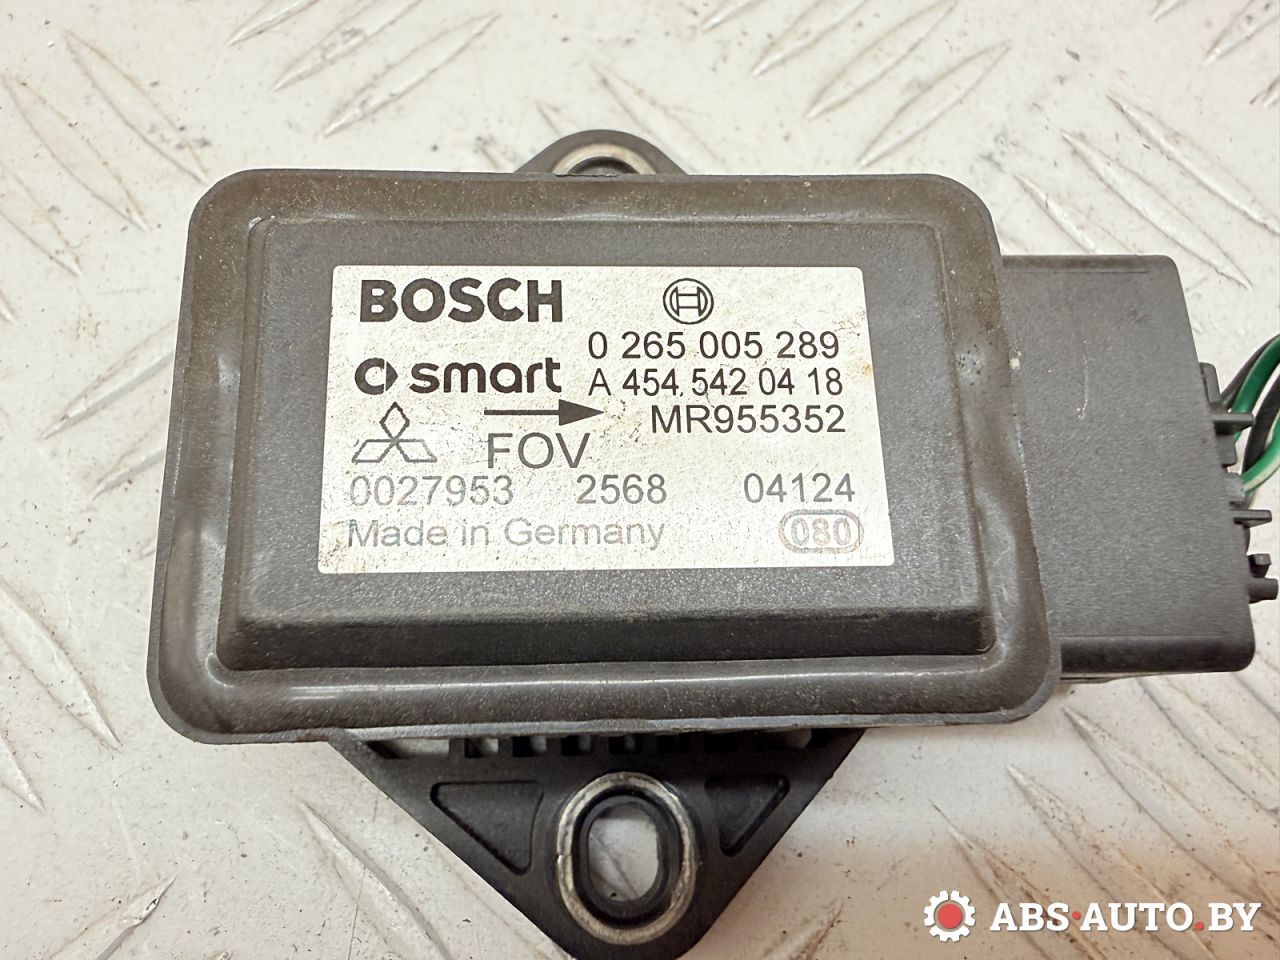 BOSCH
0 265 005 289
smart
A 454 542 04 18
MR955352
FOV
0027953 2568 04124
Made in Germany 080
ABS·AUTO.BY